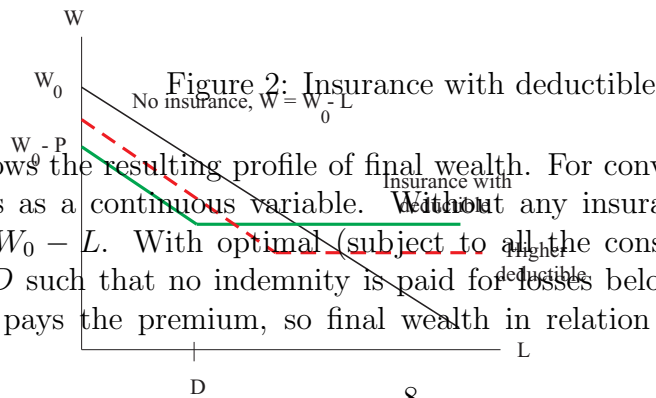 W
W0
Figure 2: Insurance with deductible
No insurance, W = W0 - L
W0 - P
ows the resulting profile of final wealth. For conv
Insurance with
deductible
s as a continuous variable. Without any insura
W0 − L. With optimal (subject to all the cons
Higher
deductible
D such that no indemnity is paid for losses belo
pays the premium, so final wealth in relation
L
D
8